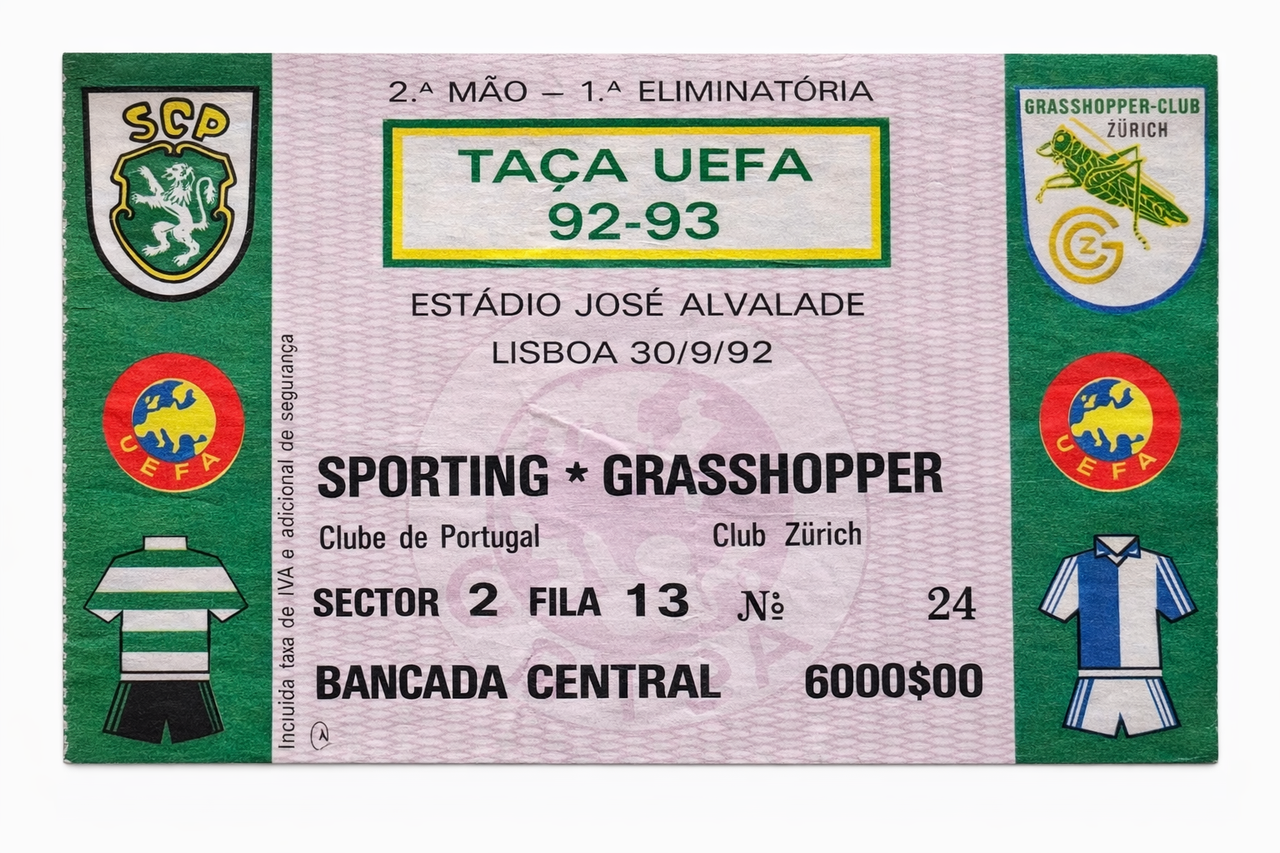 SCP
UEFA
2.ª MÃO – 1.ª ELIMINATÓRIA
TAÇA UEFA
92-93
ESTÁDIO JOSÉ ALVALADE
LISBOA 30/9/92
SPORTING * GRASSHOPPER
Clube de Portugal Club Zürich
SECTOR 2 FILA 13 Nº 24
BANCADA CENTRAL 6000$00
Incluida taxa de IVA e adicional de segurança
GRASSHOPPER-CLUB
ZÜRICH
GCZ
UEFA